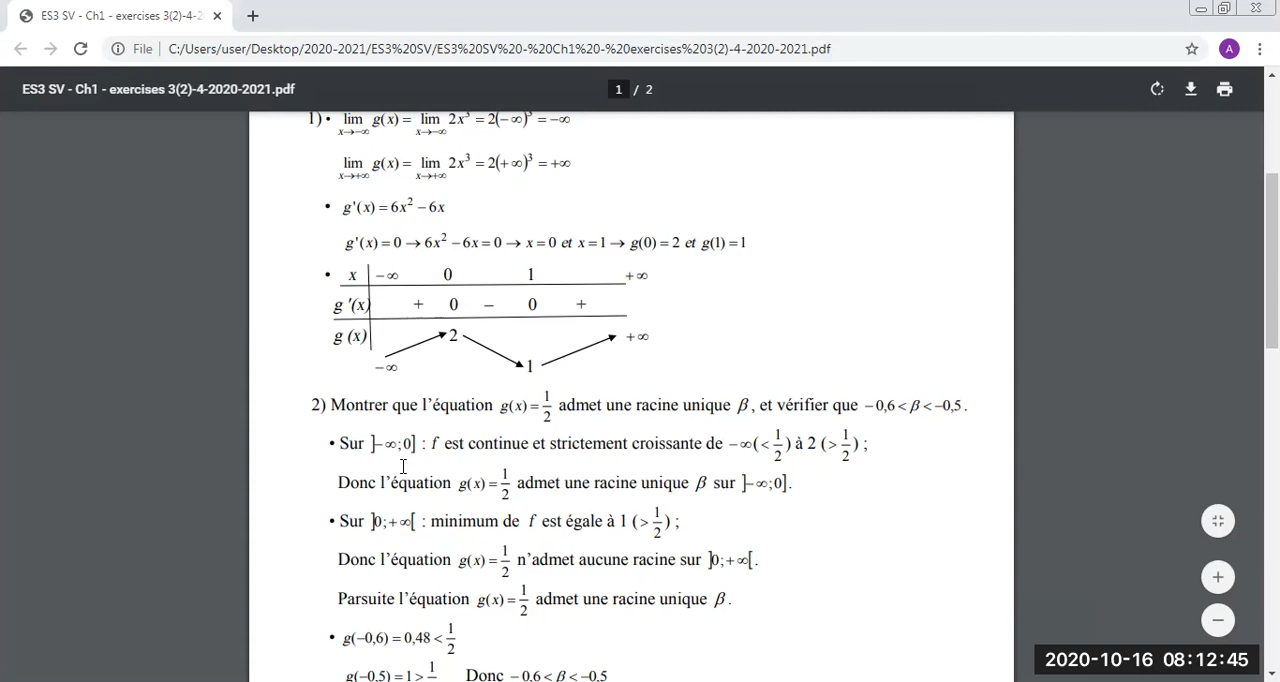 ES3 SV - Ch1 - exercises 3(2)-4-2
File C:/Users/user/Desktop/2020-2021/ES3%20SV/ES3%20SV%20-%20Ch1%20-%20exercises%203(2)-4-2020-2021.pdf A
ES3 SV - Ch1 - exercises 3(2)-4-2020-2021.pdf 1 / 2
1) • lim x→−∞ g(x) = lim x→−∞ 2x³ = 2(−∞)³ = −∞
lim x→+∞ g(x) = lim x→+∞ 2x³ = 2(+∞)³ = +∞
• g'(x) = 6x² − 6x
g'(x) = 0 → 6x² − 6x = 0 → x = 0 et x = 1 → g(0) = 2 et g(1) = 1
• x −∞ 0 1 +∞
g '(x) + 0 − 0 +
g (x) 2 +∞
−∞ 1
2) Montrer que l'équation g(x) = 1/2 admet une racine unique β, et vérifier que −0,6 < β < −0,5.
• Sur ]−∞;0] : f est continue et strictement croissante de −∞(< 1/2) à 2 (> 1/2) ;
Donc l'équation g(x) = 1/2 admet une racine unique β sur ]−∞;0].
• Sur ]0;+∞[ : minimum de f est égale à 1 (> 1/2) ;
Donc l'équation g(x) = 1/2 n'admet aucune racine sur ]0;+∞[.
Parsuite l'équation g(x) = 1/2 admet une racine unique β.
• g(−0,6) = 0,48 < 1/2
g(−0,5) = 1 > 1/ Donc −0,6 < β < −0,5
2020-10-16 08:12:45